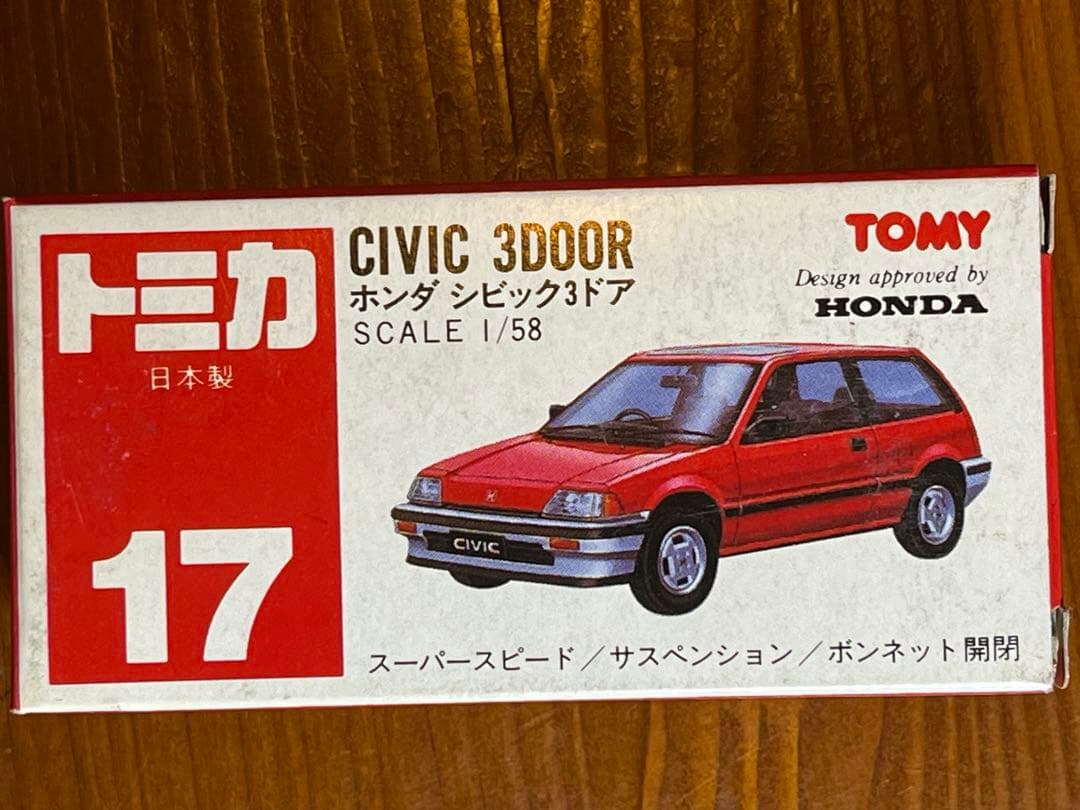 トミカ
日本製
17
CIVIC 3DOOR
ホンダ シビック3ドア
SCALE 1/58
TOMY
Design approved by
HONDA
CIVIC
スーパースピード/サスペンション/ボンネット開閉